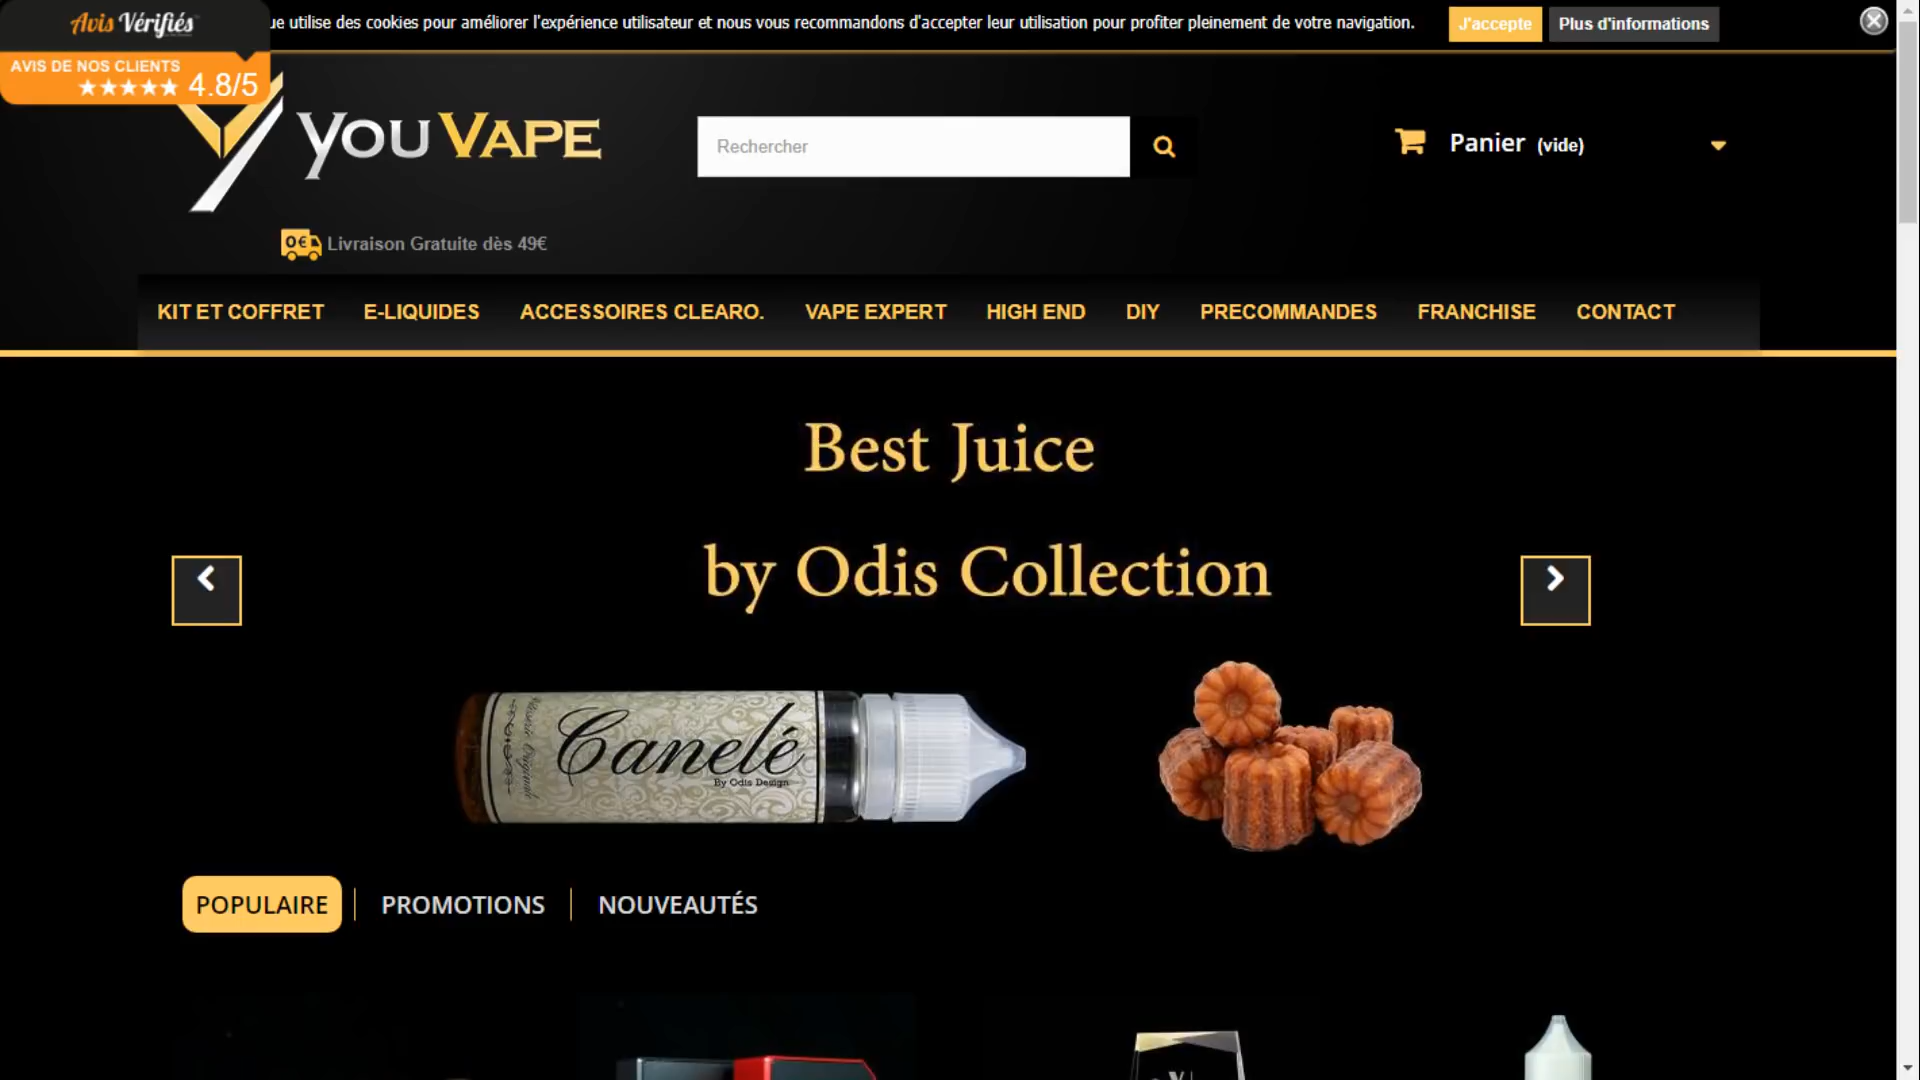 Avis Vérifiés
ue utilise des cookies pour améliorer l'expérience utilisateur et nous vous recommandons d'accepter leur utilisation pour profiter pleinement de votre navigation.
J'accepte
Plus d'informations
AVIS DE NOS CLIENTS
4.8/5
YOUVAPE
Rechercher
Panier (vide)
0€
Livraison Gratuite dès 49€
KIT ET COFFRET
E-LIQUIDES
ACCESSOIRES CLEARO.
VAPE EXPERT
HIGH END
DIY
PRECOMMANDES
FRANCHISE
CONTACT
Best Juice
by Odis Collection
Canelé
By Odis Design
POPULAIRE
PROMOTIONS
NOUVEAUTÉS